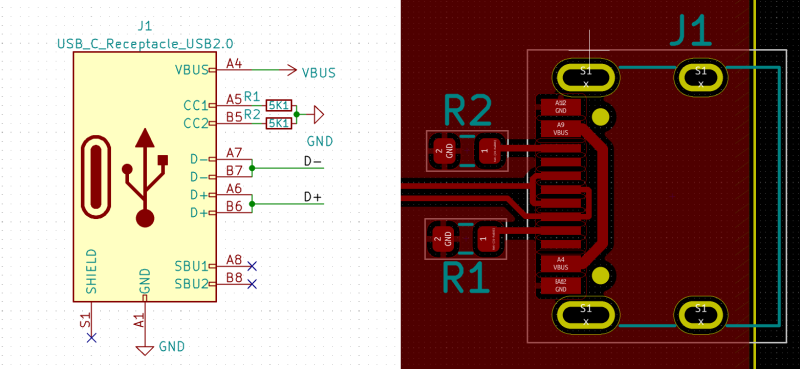 J1
USB_C_Receptacle_USB2.0
VBUS A4 VBUS
CC1 A5 R1 5K1
CC2 B5 R2 5K1
GND
D- A7
D- B7 D-
D+ A6
D+ B6 D+
SBU1 A8
SBU2 B8
SHIELD GND
S1 A1
GND
J1
S1 S1
x x
A12
GND
R2
A9
VBUS
2 GND 1
2 GND 1
A4
VBUS
R1
GND
S1 S1
x x